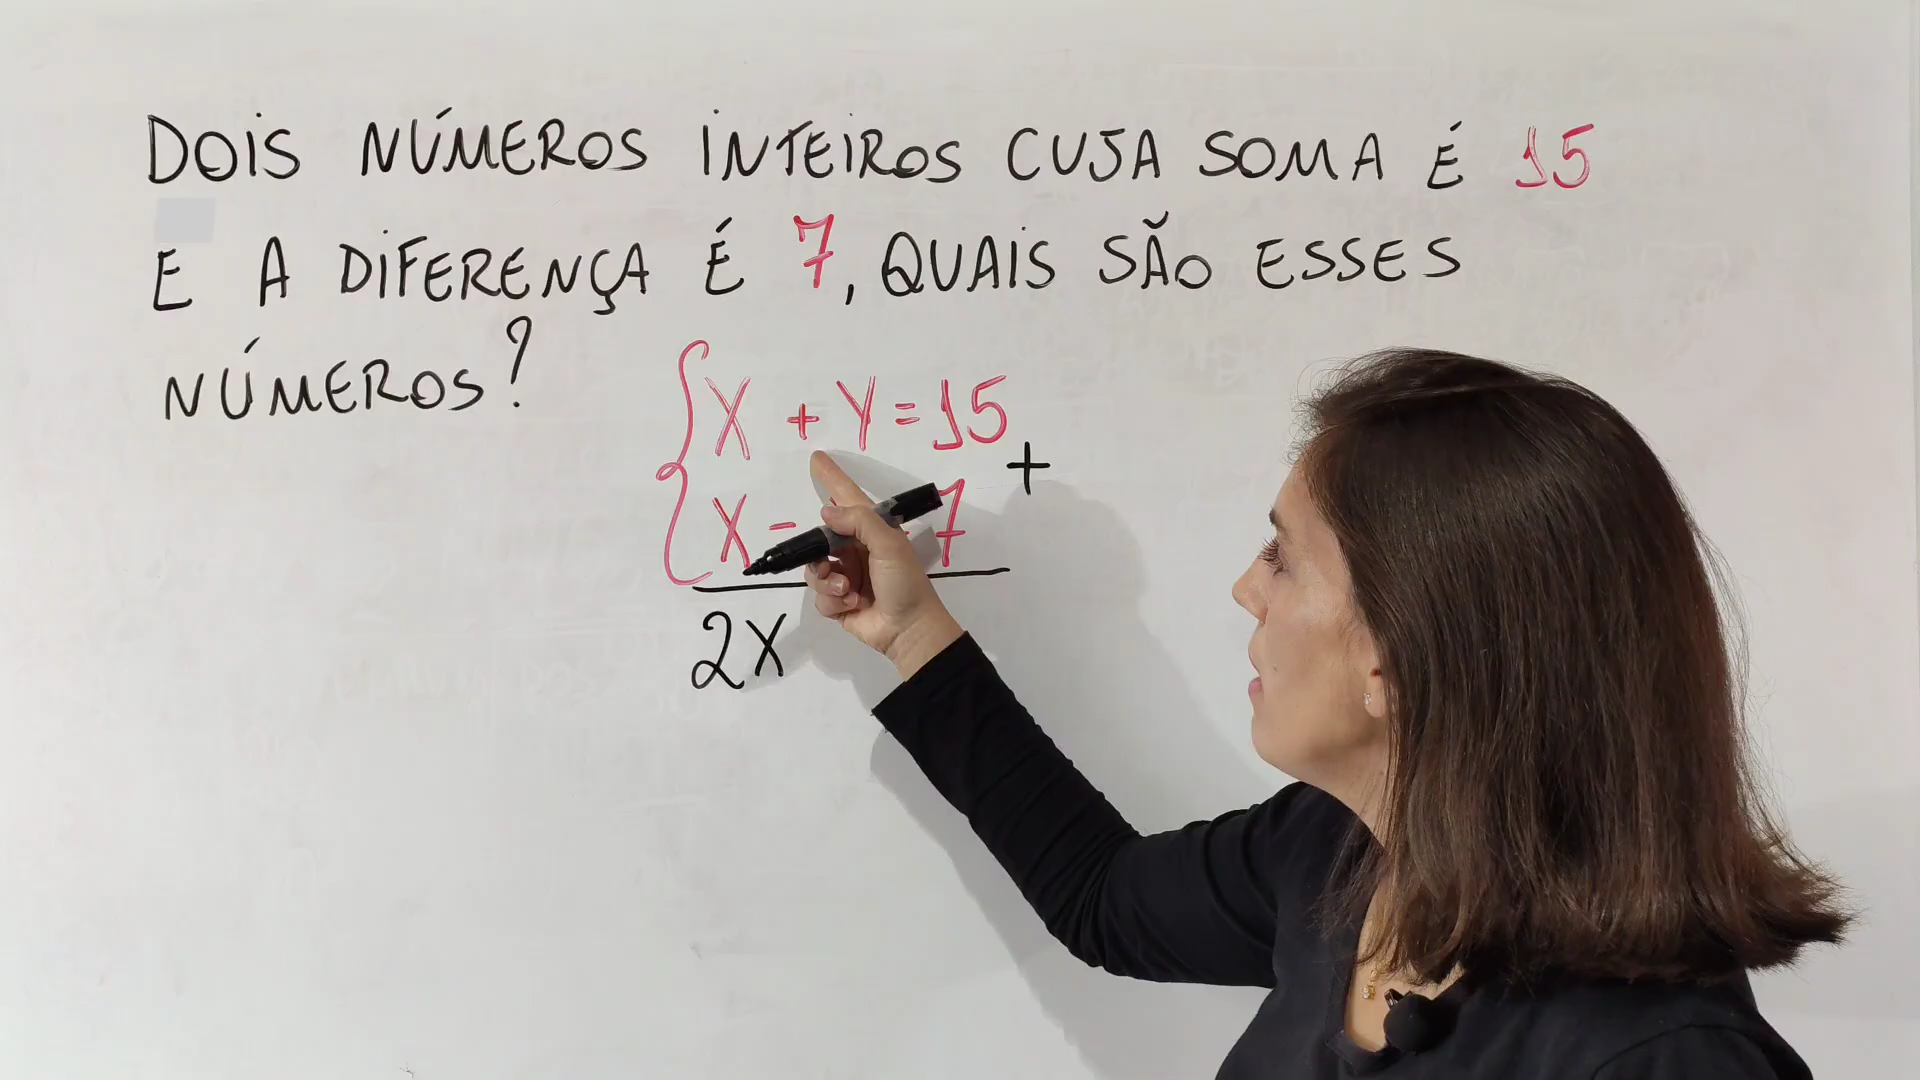 DOIS NÚMEROS INTEIROS CUJA SOMA É 15
E A DIFERENÇA É 7, QUAIS SÃO ESSES
NÚMEROS?
X + Y = 15
+
X - 7
2X